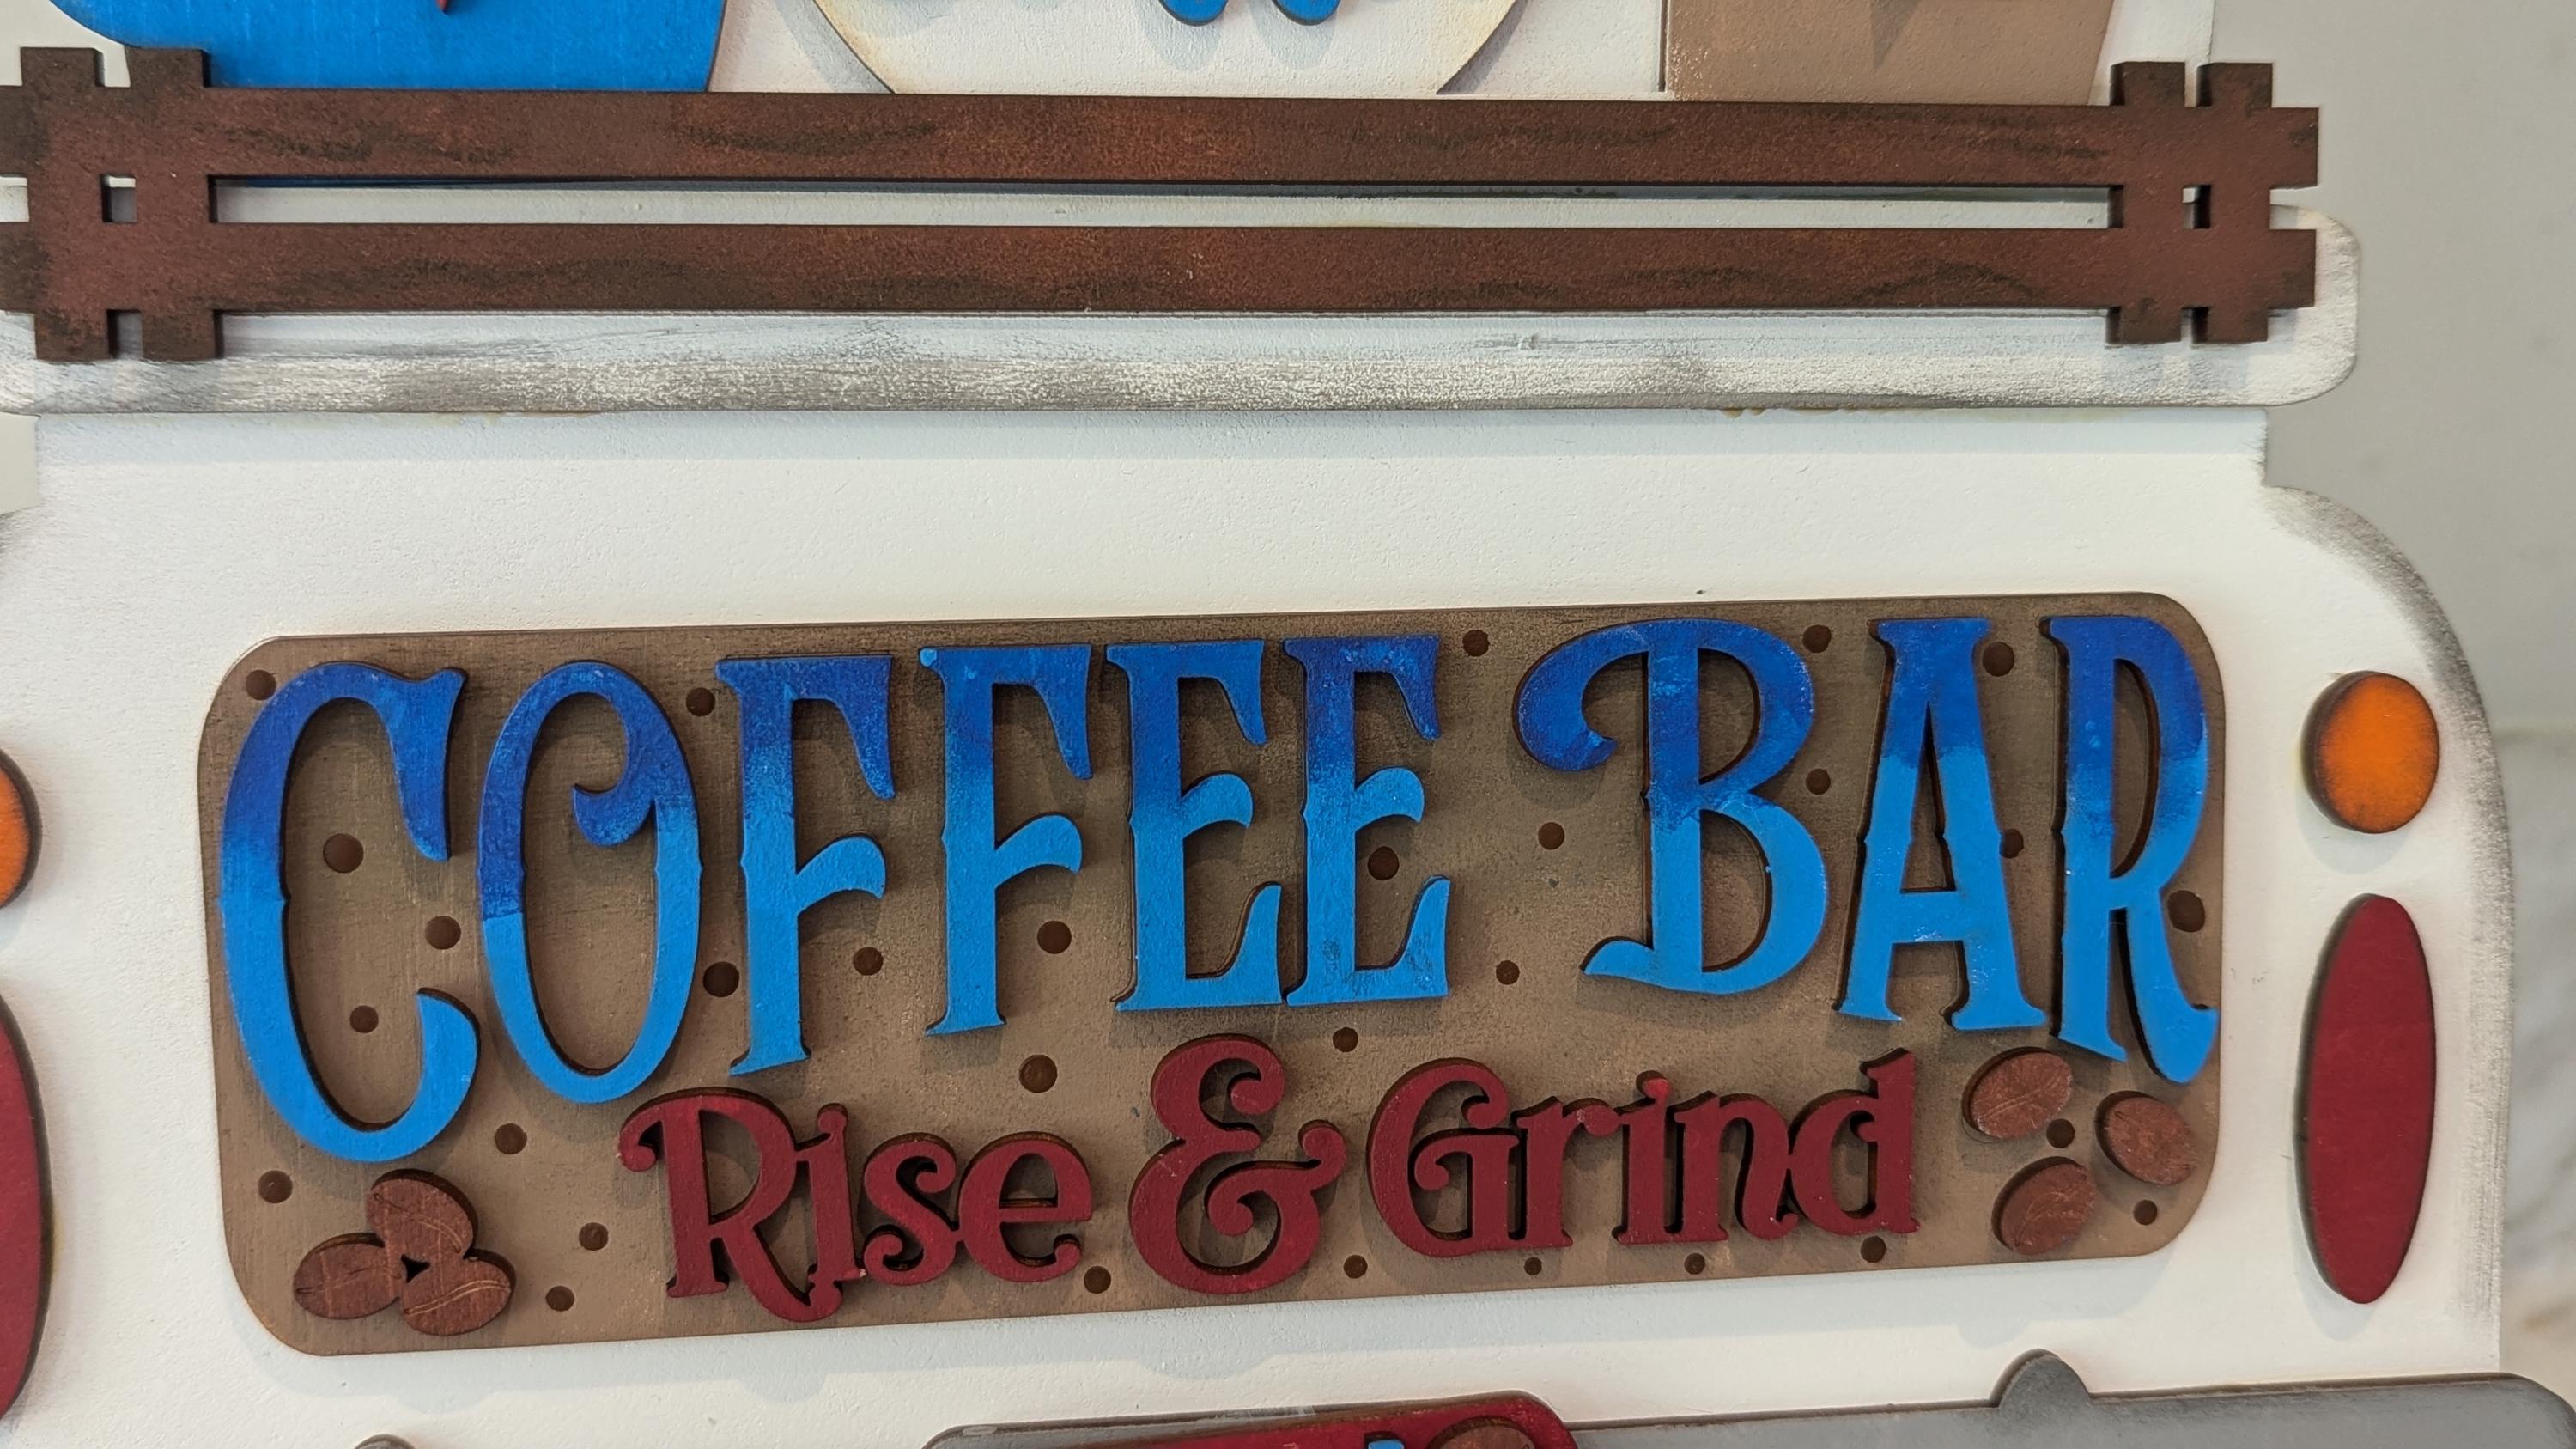 COFFEE BAR
Rise & Grind